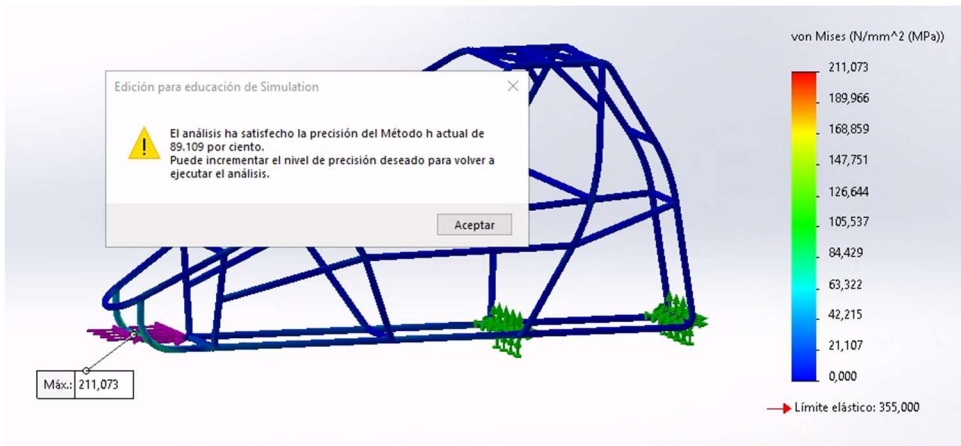 von Mises (N/mm^2 (MPa))
211,073
189,966
168,859
147,751
126,644
105,537
84,429
63,322
42,215
21,107
0,000
Límite elástico: 355,000
Edición para educación de Simulation
El análisis ha satisfecho la precisión del Método h actual de
89.109 por ciento.
Puede incrementar el nivel de precisión deseado para volver a
ejecutar el análisis.
Aceptar
Máx.: 211,073